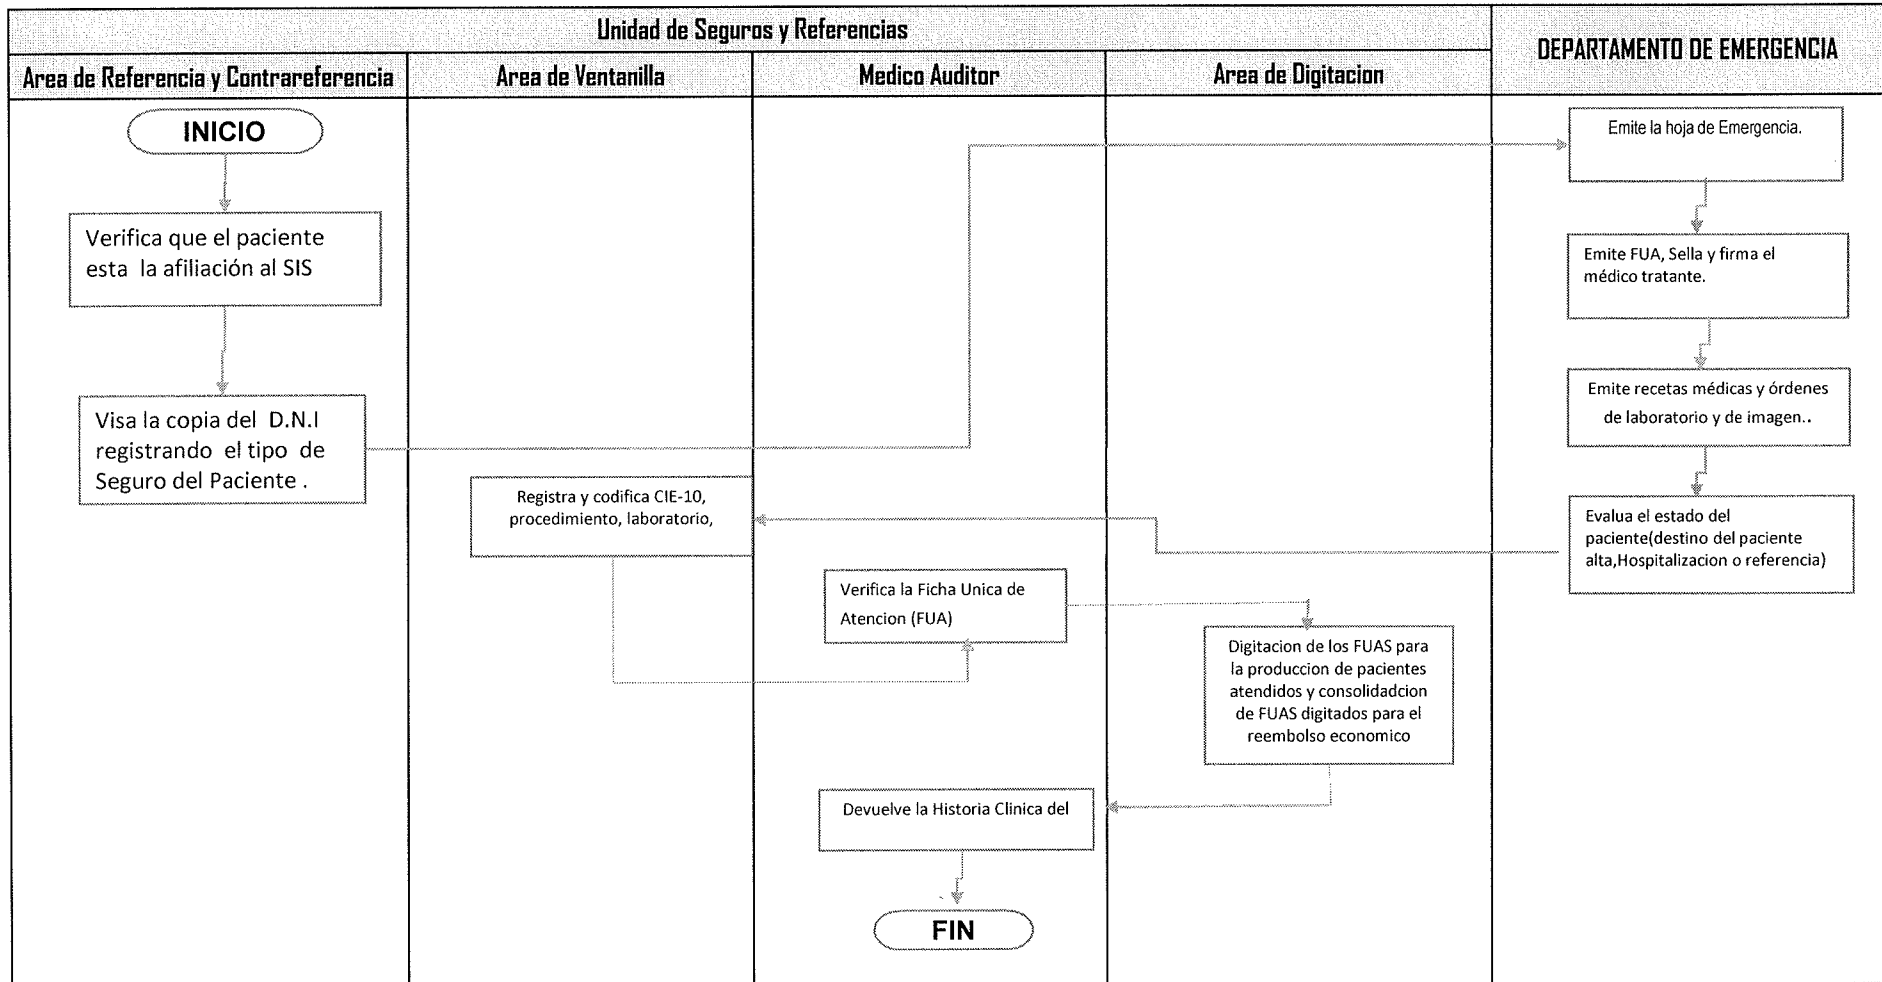 Unidad de Seguros y Referencias
DEPARTAMENTO DE EMERGENCIA
Area de Referencia y Contrareferencia
Area de Ventanilla
Medico Auditor
Area de Digitacion
INICIO
Verifica que el paciente
esta la afiliación al SIS
Visa la copia del D.N.I
registrando el tipo de
Seguro del Paciente .
Emite la hoja de Emergencia.
Emite FUA, Sella y firma el
médico tratante.
Emite recetas médicas y órdenes
de laboratorio y de imagen..
Evalua el estado del
paciente(destino del paciente
alta,Hospitalizacion o referencia)
Registra y codifica CIE-10,
procedimiento, laboratorio,
Verifica la Ficha Unica de
Atencion (FUA)
Digitacion de los FUAS para
la produccion de pacientes
atendidos y consolidadcion
de FUAS digitados para el
reembolso economico
Devuelve la Historia Clinica del
FIN